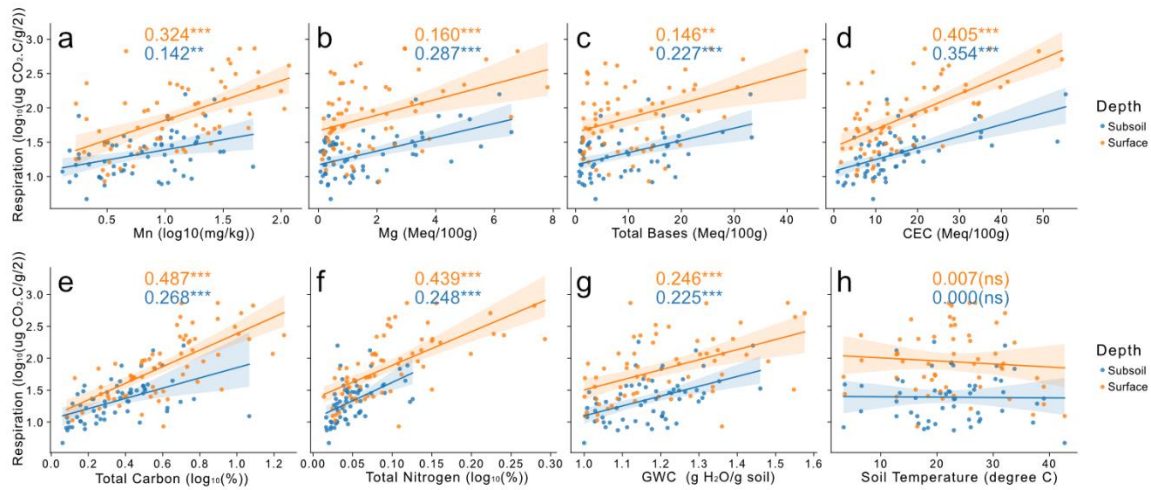 a
0.324***
0.142**
b
0.160***
0.287***
c
0.146**
0.227***
d
0.405***
0.354***
Respiration (log₁₀(ug CO₂.C/g/2))
3.0
2.5
2.0
1.5
1.0
0.5 1.0 1.5 2.0
0 2 4 6 8
0 10 20 30 40
0 10 20 30 40 50
Mn (log10(mg/kg))
Mg (Meq/100g)
Total Bases (Meq/100g)
CEC (Meq/100g)
Depth
Subsoil
Surface
e
0.487***
0.268***
f
0.439***
0.248***
g
0.246***
0.225***
h
0.007(ns)
0.000(ns)
Respiration (log₁₀(ug CO₂.C/g/2))
3.0
2.5
2.0
1.5
1.0
0.0 0.2 0.4 0.6 0.8 1.0 1.2
0.00 0.05 0.10 0.15 0.20 0.25 0.30
1.0 1.1 1.2 1.3 1.4 1.5 1.6
10 20 30 40
Total Carbon (log₁₀(%))
Total Nitrogen (log₁₀(%))
GWC (g H₂O/g soil)
Soil Temperature (degree C)
Depth
Subsoil
Surface